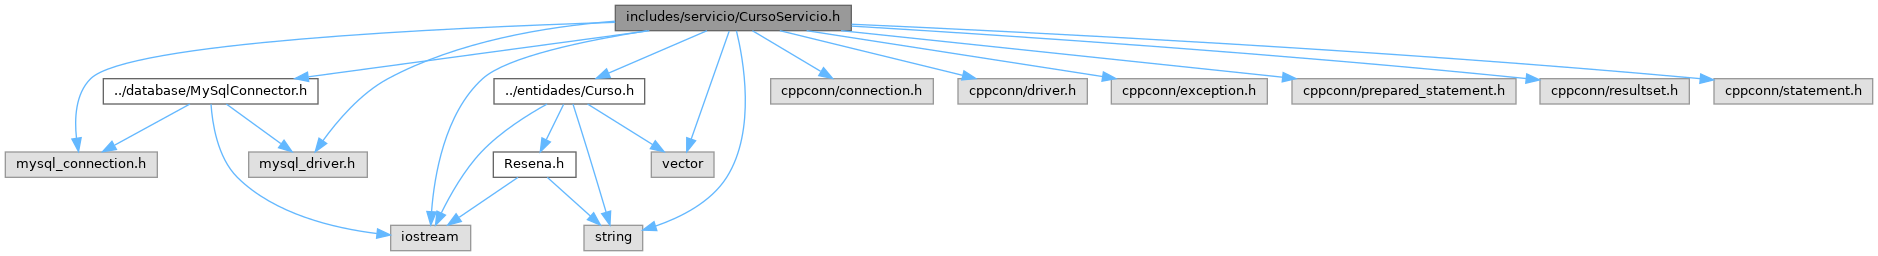 includes/servicio/CursoServicio.h
../database/MySqlConnector.h
../entidades/Curso.h
cppconn/connection.h
cppconn/driver.h
cppconn/exception.h
cppconn/prepared_statement.h
cppconn/resultset.h
cppconn/statement.h
mysql_connection.h
mysql_driver.h
Resena.h
vector
iostream
string